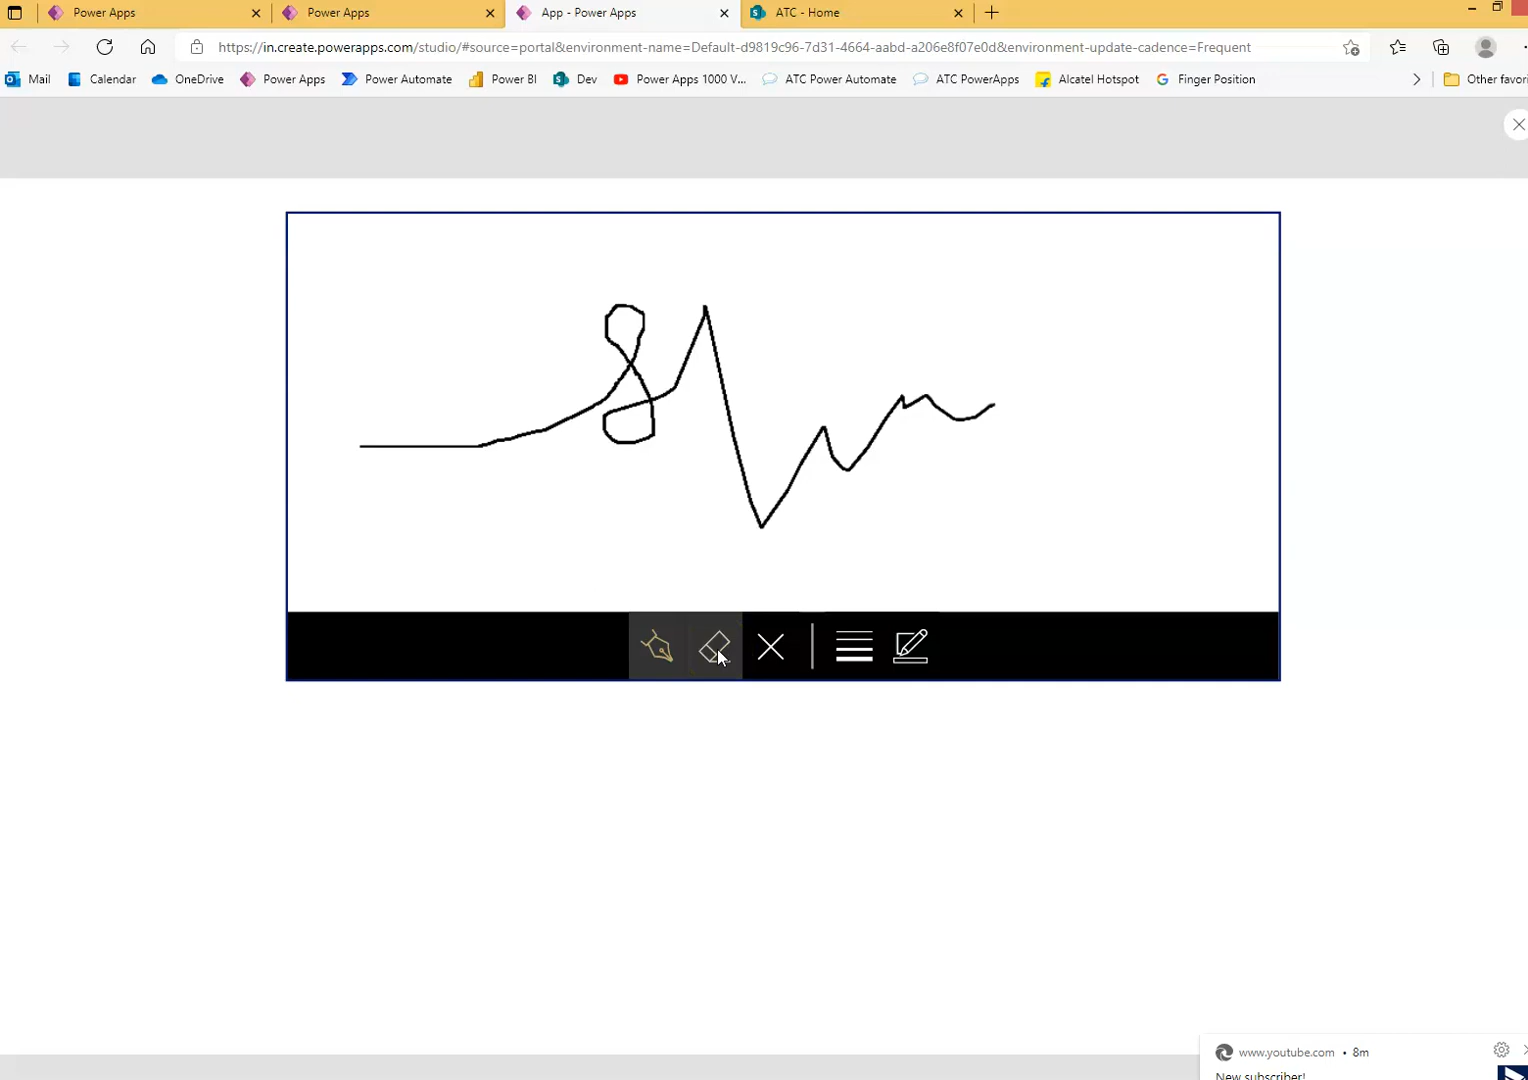 Power Apps
Power Apps
App - Power Apps
ATC - Home
https://in.create.powerapps.com/studio/#source=portal&environment-name=Default-d9819c96-7d31-4664-aabd-a206e8f07e0d&environment-update-cadence=Frequent
Mail
Calendar
OneDrive
Power Apps
Power Automate
Power BI
Dev
Power Apps 1000 V...
ATC Power Automate
ATC PowerApps
Alcatel Hotspot
Finger Position
Other favori
www.youtube.com • 8m
New subscriber!